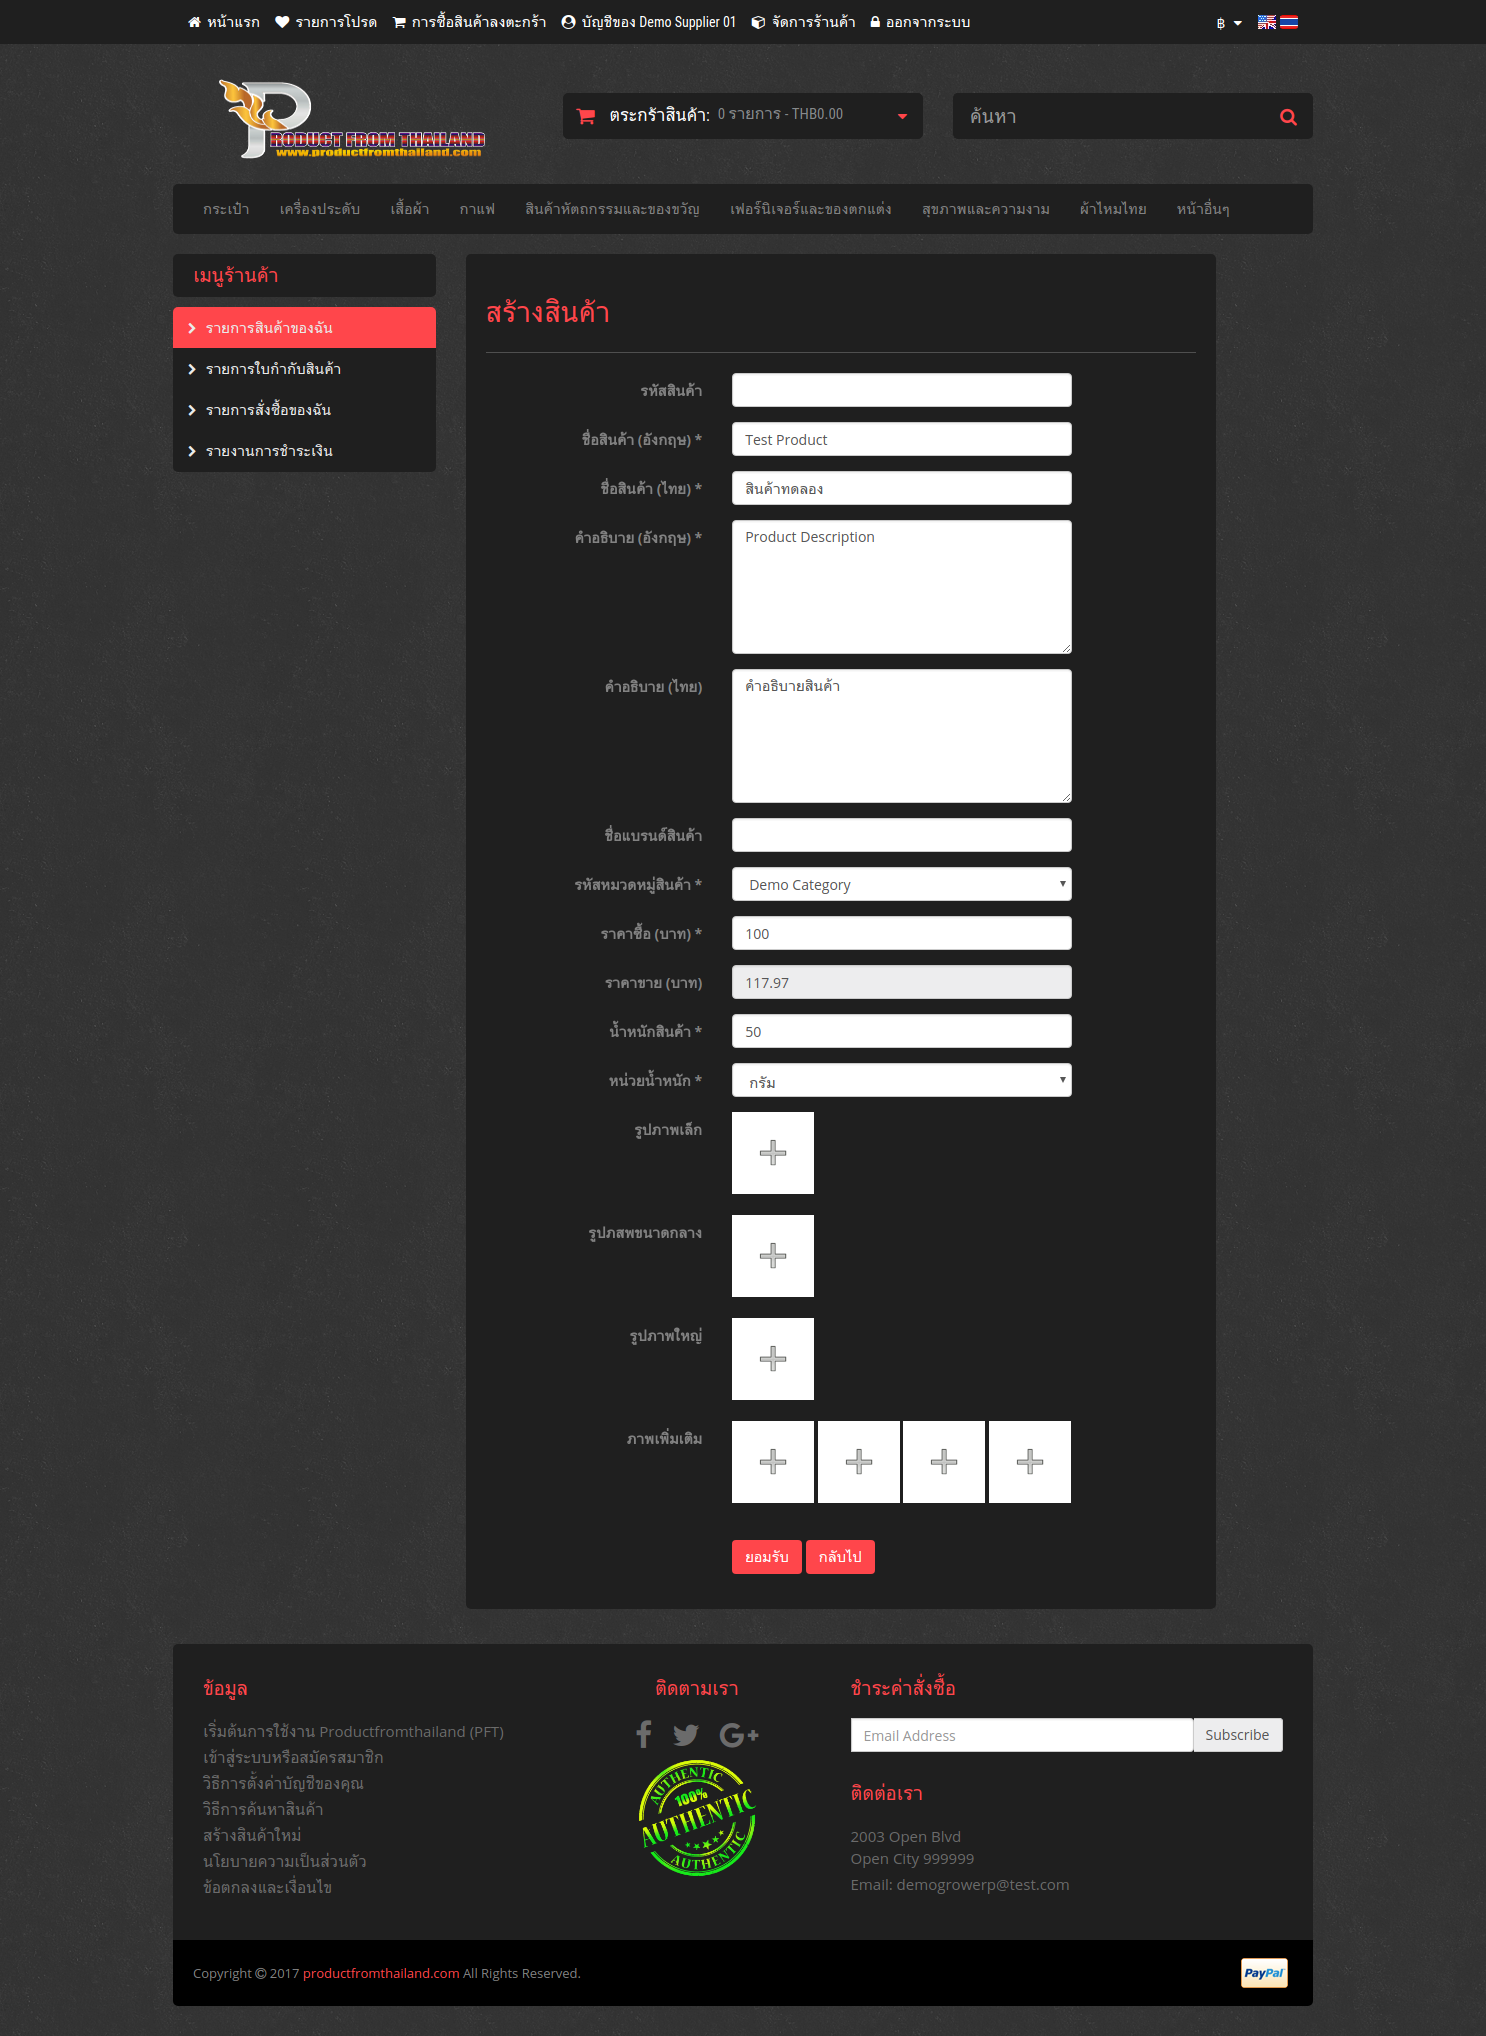 หน้าแรก รายการโปรด การซื้อสินค้าลงตะกร้า บัญชีของ Demo Supplier 01 จัดการร้านค้า ออกจากระบบ ฿
PRODUCT FROM THAILAND
www.productfromthailand.com
ตระกร้าสินค้า: 0 รายการ - THB0.00
ค้นหา
กระเป๋า เครื่องประดับ เสื้อผ้า กาแฟ สินค้าหัตถกรรมและของขวัญ เฟอร์นิเจอร์และของตกแต่ง สุขภาพและความงาม ผ้าไหมไทย หน้าอื่นๆ
เมนูร้านค้า
รายการสินค้าของฉัน
รายการใบกำกับสินค้า
รายการสั่งซื้อของฉัน
รายงานการชำระเงิน
สร้างสินค้า
รหัสสินค้า
ชื่อสินค้า (อังกฤษ) * Test Product
ชื่อสินค้า (ไทย) * สินค้าทดลอง
คำอธิบาย (อังกฤษ) * Product Description
คำอธิบาย (ไทย) คำอธิบายสินค้า
ชื่อแบรนด์สินค้า
รหัสหมวดหมู่สินค้า * Demo Category
ราคาซื้อ (บาท) * 100
ราคาขาย (บาท) 117.97
น้ำหนักสินค้า * 50
หน่วยน้ำหนัก * กรัม
รูปภาพเล็ก
รูปภสพขนาดกลาง
รูปภาพใหญ่
ภาพเพิ่มเติม
ยอมรับ กลับไป
ข้อมูล
เริ่มต้นการใช้งาน Productfromthailand (PFT)
เข้าสู่ระบบหรือสมัครสมาชิก
วิธีการตั้งค่าบัญชีของคุณ
วิธีการค้นหาสินค้า
สร้างสินค้าใหม่
นโยบายความเป็นส่วนตัว
ข้อตกลงและเงื่อนไข
ติดตามเรา
AUTHENTIC
100%
AUTHENTIC
AUTHENTIC
ชำระค่าสั่งซื้อ
Email Address Subscribe
ติดต่อเรา
2003 Open Blvd
Open City 999999
Email: demogrowerp@test.com
Copyright © 2017 productfromthailand.com All Rights Reserved.
PayPal